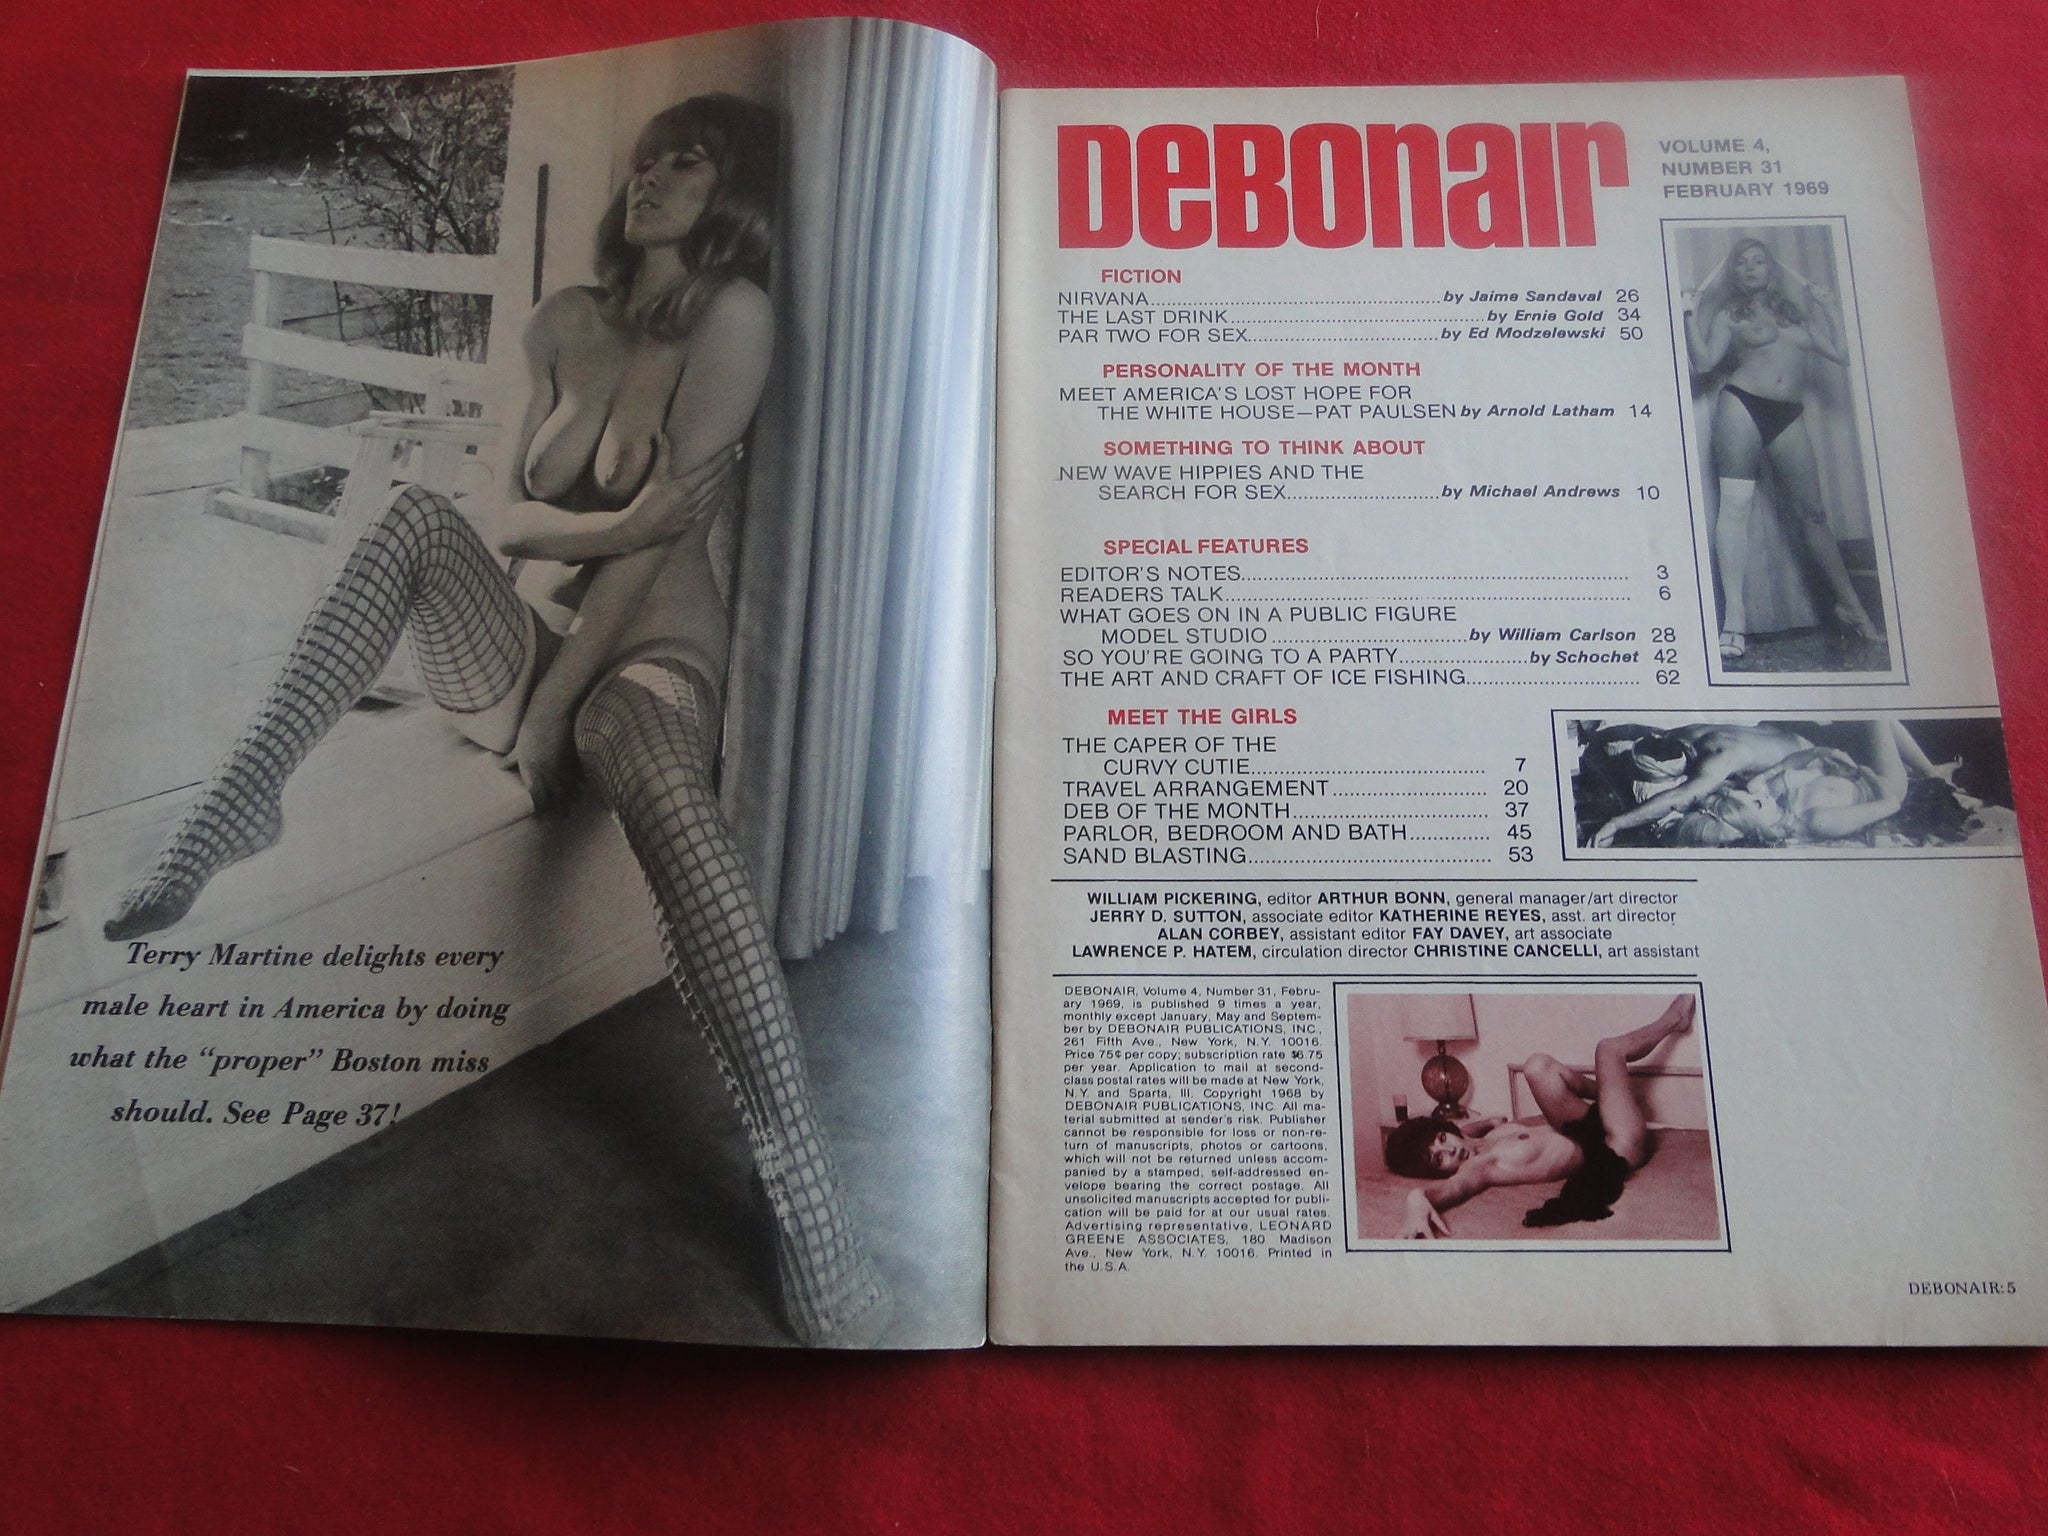 Terry Martine delights every
male heart in America by doing
what the “proper” Boston miss
should. See Page 37!
DEBONAIR
VOLUME 4,
NUMBER 31
FEBRUARY 1969
FICTION
NIRVANA........................................by Jaime Sandaval 26
THE LAST DRINK........................................by Ernie Gold 34
PAR TWO FOR SEX..............................by Ed Modzelewski 50
PERSONALITY OF THE MONTH
MEET AMERICA'S LOST HOPE FOR
THE WHITE HOUSE—PAT PAULSEN by Arnold Latham 14
SOMETHING TO THINK ABOUT
NEW WAVE HIPPIES AND THE
SEARCH FOR SEX........................by Michael Andrews 10
SPECIAL FEATURES
EDITOR'S NOTES................................................................ 3
READERS TALK................................................................ 6
WHAT GOES ON IN A PUBLIC FIGURE
MODEL STUDIO..............................by William Carlson 28
SO YOU'RE GOING TO A PARTY....................by Schochet 42
THE ART AND CRAFT OF ICE FISHING.............................. 62
MEET THE GIRLS
THE CAPER OF THE
CURVY CUTIE................................... 7
TRAVEL ARRANGEMENT....................... 20
DEB OF THE MONTH............................. 37
PARLOR, BEDROOM AND BATH............. 45
SAND BLASTING.................................... 53
WILLIAM PICKERING, editor ARTHUR BONN, general manager/art director
JERRY D. SUTTON, associate editor KATHERINE REYES, asst. art director
ALAN CORBEY, assistant editor FAY DAVEY, art associate
LAWRENCE P. HATEM, circulation director CHRISTINE CANCELLI, art assistant
DEBONAIR, Volume 4, Number 31, Febru-
ary 1969, is published 9 times a year,
monthly except January, May and Septem-
ber by DEBONAIR PUBLICATIONS, INC.,
261 Fifth Ave., New York, N.Y. 10016.
Price 75¢ per copy; subscription rate $6.75
per year. Application to mail at second-
class postal rates will be made at New York,
N.Y. and Sparta, Ill. Copyright 1968 by
DEBONAIR PUBLICATIONS, INC. All ma-
terial submitted at sender's risk. Publisher
cannot be responsible for loss or non-re-
turn of manuscripts, photos or cartoons,
which will not be returned unless accom-
panied by a stamped, self-addressed en-
velope bearing the correct postage. All
unsolicited manuscripts accepted for publi-
cation will be paid for at our usual rates.
Advertising representative, LEONARD
GREENE ASSOCIATES, 180 Madison
Ave., New York, N.Y. 10016. Printed in
the U.S.A.
DEBONAIR: 5